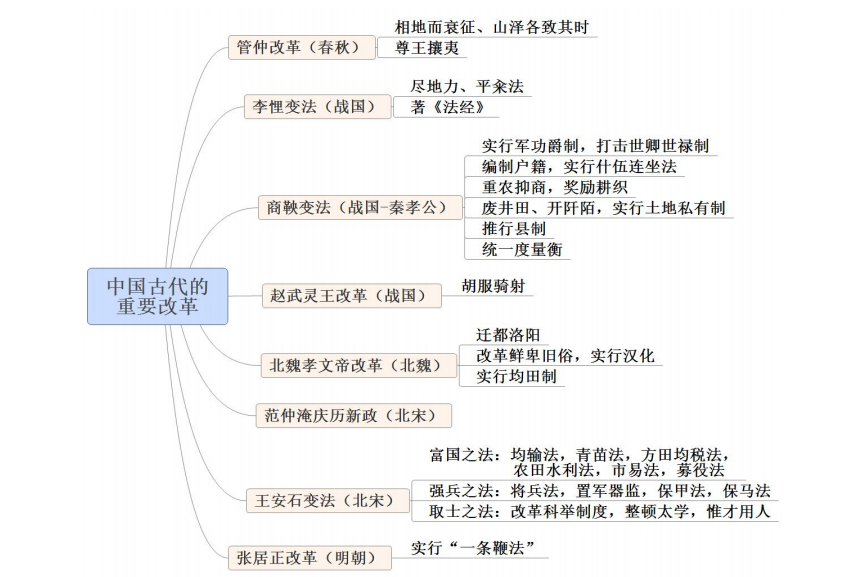 中国古代的
重要改革
管仲改革（春秋）
相地而衰征、山泽各致其时
尊王攘夷
李悝变法（战国）
尽地力、平籴法
著《法经》
商鞅变法（战国-秦孝公）
实行军功爵制，打击世卿世禄制
编制户籍，实行什伍连坐法
重农抑商，奖励耕织
废井田、开阡陌，实行土地私有制
推行县制
统一度量衡
赵武灵王改革（战国）
胡服骑射
北魏孝文帝改革（北魏）
迁都洛阳
改革鲜卑旧俗，实行汉化
实行均田制
范仲淹庆历新政（北宋）
王安石变法（北宋）
富国之法：均输法，青苗法，方田均税法，
农田水利法，市易法，募役法
强兵之法：将兵法，置军器监，保甲法，保马法
取士之法：改革科举制度，整顿太学，惟才用人
张居正改革（明朝）
实行“一条鞭法”